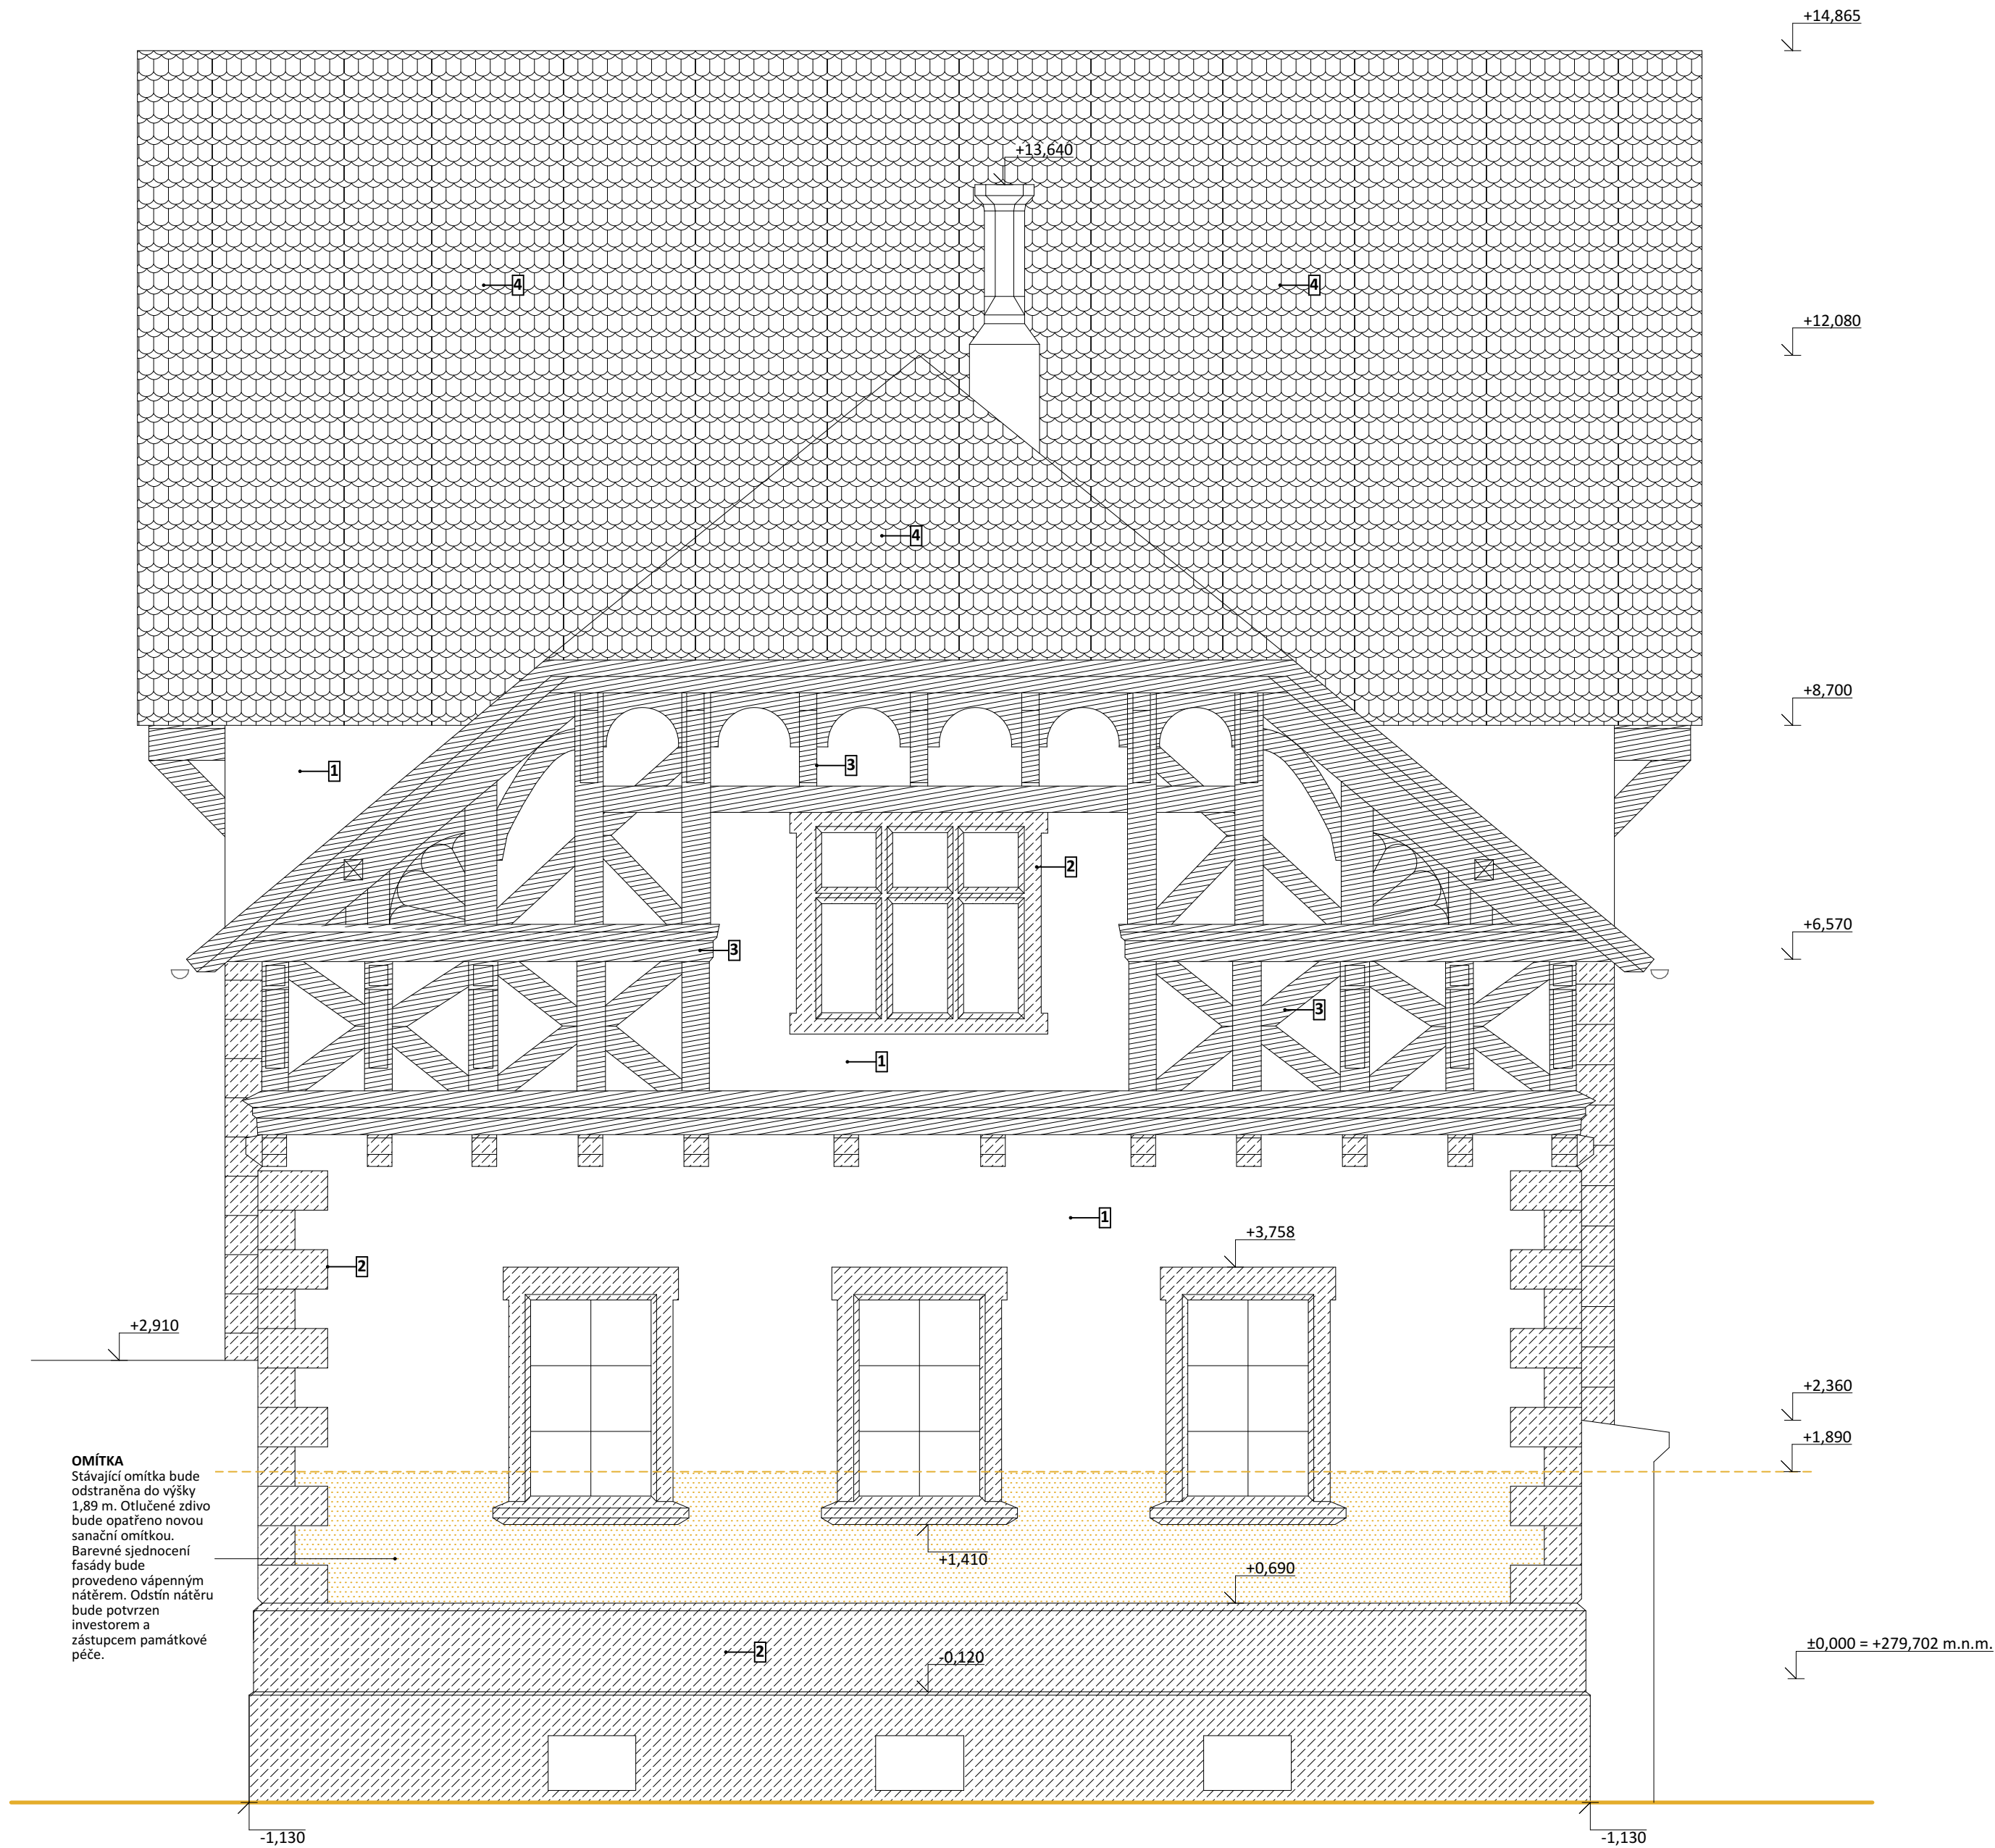 +14,865
+13,640
4
4
+12,080
4
+8,700
3
1
2
+6,570
3
3
1
1
+3,758
2
+2,910
+2,360
+1,890
OMÍTKA
Stávající omítka bude
odstraněna do výšky
1,89 m. Otlučené zdivo
bude opatřeno novou
sanační omítkou.
Barevné sjednocení
fasády bude
provedeno vápenným
nátěrem. Odstín nátěru
bude potvrzen
investorem a
zástupcem památkové
péče.
+1,410
+0,690
2
-0,120
±0,000 = +279,702 m.n.m.
-1,130
-1,130